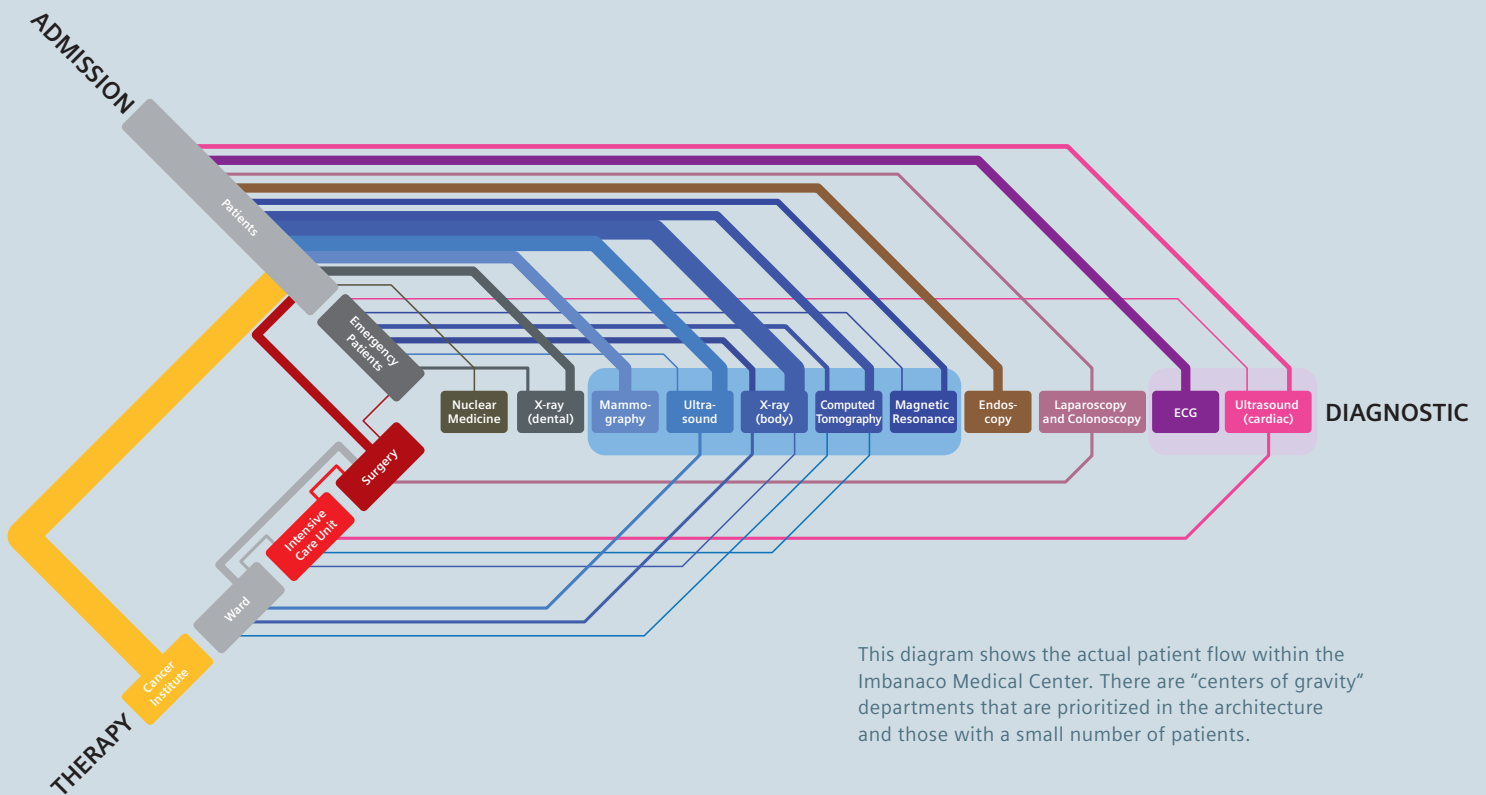 ADMISSION
Patients
Emergency
Patients
Nuclear
Medicine
X-ray
(dental)
Mammo-
graphy
Ultra-
sound
X-ray
(body)
Computed
Tomography
Magnetic
Resonance
Endos-
copy
Laparoscopy
and Colonoscopy
ECG
Ultrasound
(cardiac)
DIAGNOSTIC
Surgery
Intensive
Care Unit
Ward
Cancer
Institute
THERAPY
This diagram shows the actual patient flow within the
Imbanaco Medical Center. There are “centers of gravity“
departments that are prioritized in the architecture
and those with a small number of patients.